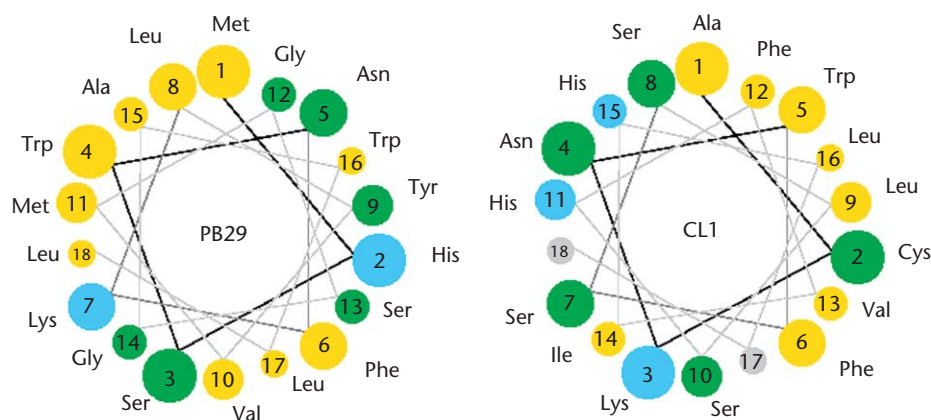 Met
1
Leu
8
Gly
12
Asn
5
Ala
15
Trp
4
Trp
16
Met
11
Tyr
9
PB29
Leu
18
His
2
Lys
7
Ser
13
Gly
14
Phe
6
Ser
3
Val
10
Leu
17
Ala
1
Ser
8
Phe
12
Trp
5
His
15
Asn
4
Leu
16
His
11
Leu
9
CL1
18
Cys
2
Ser
7
Val
13
Ile
14
Phe
6
Lys
3
Ser
10
17